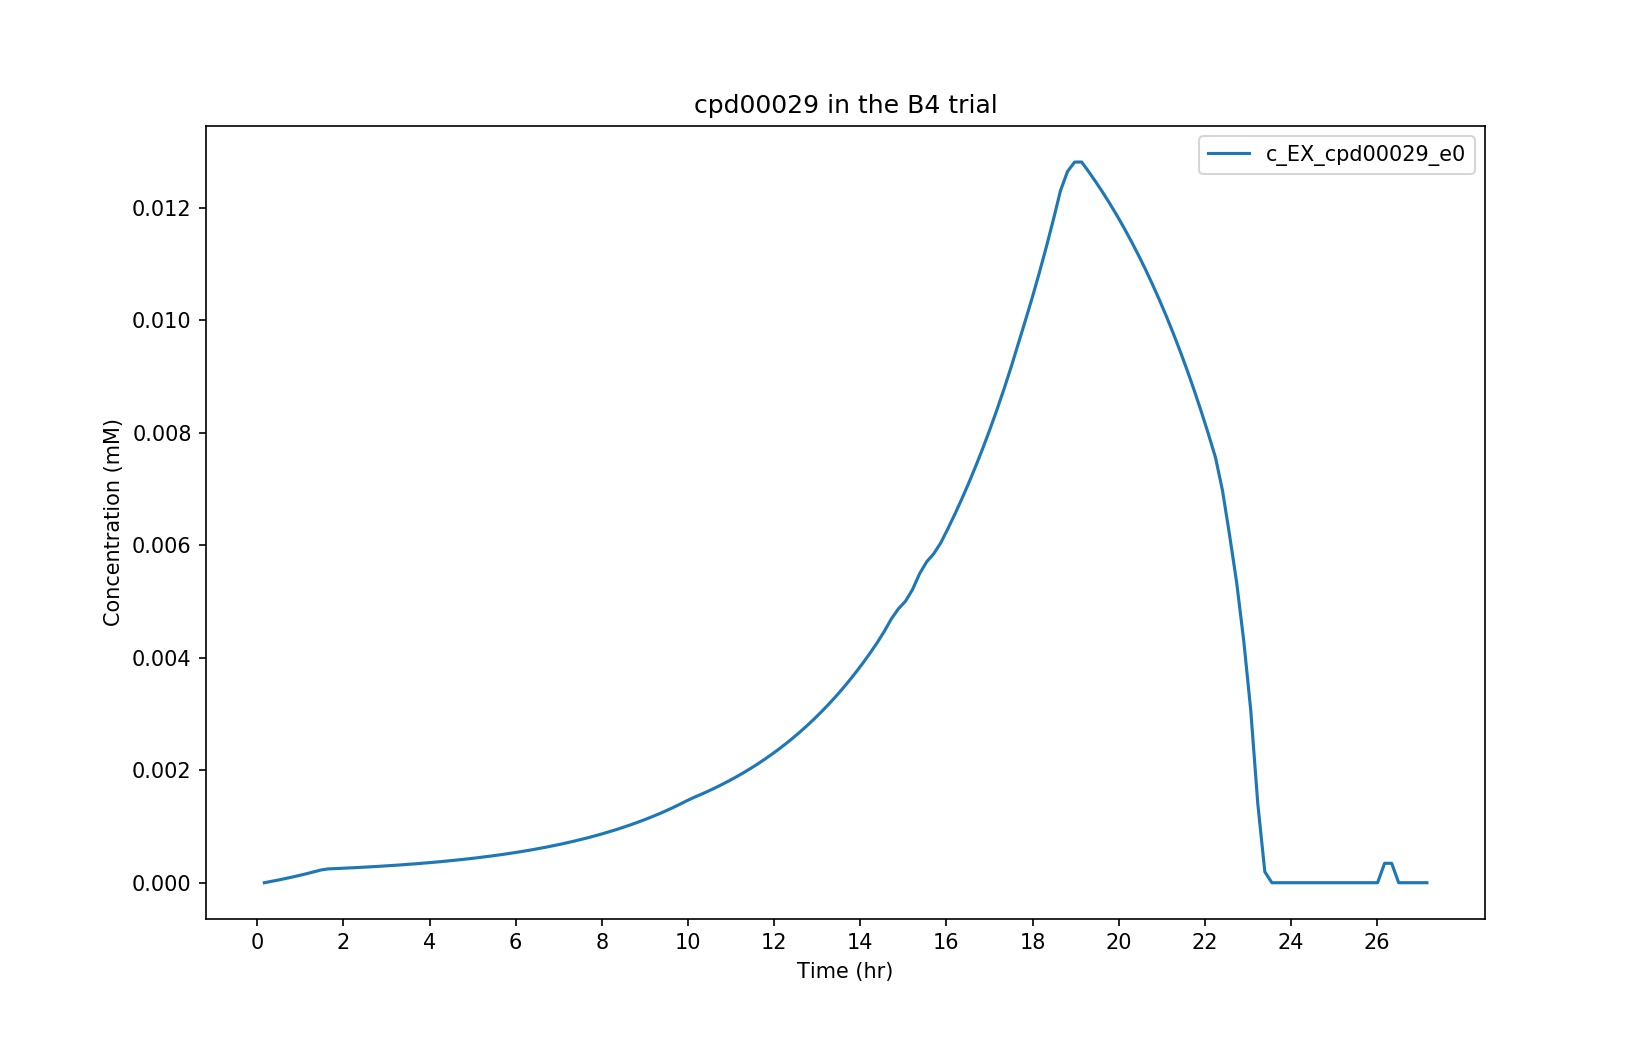 cpd00029 in the B4 trial
c_EX_cpd00029_e0
Concentration (mM)
0.012
0.010
0.008
0.006
0.004
0.002
0.000
0 2 4 6 8 10 12 14 16 18 20 22 24 26
Time (hr)